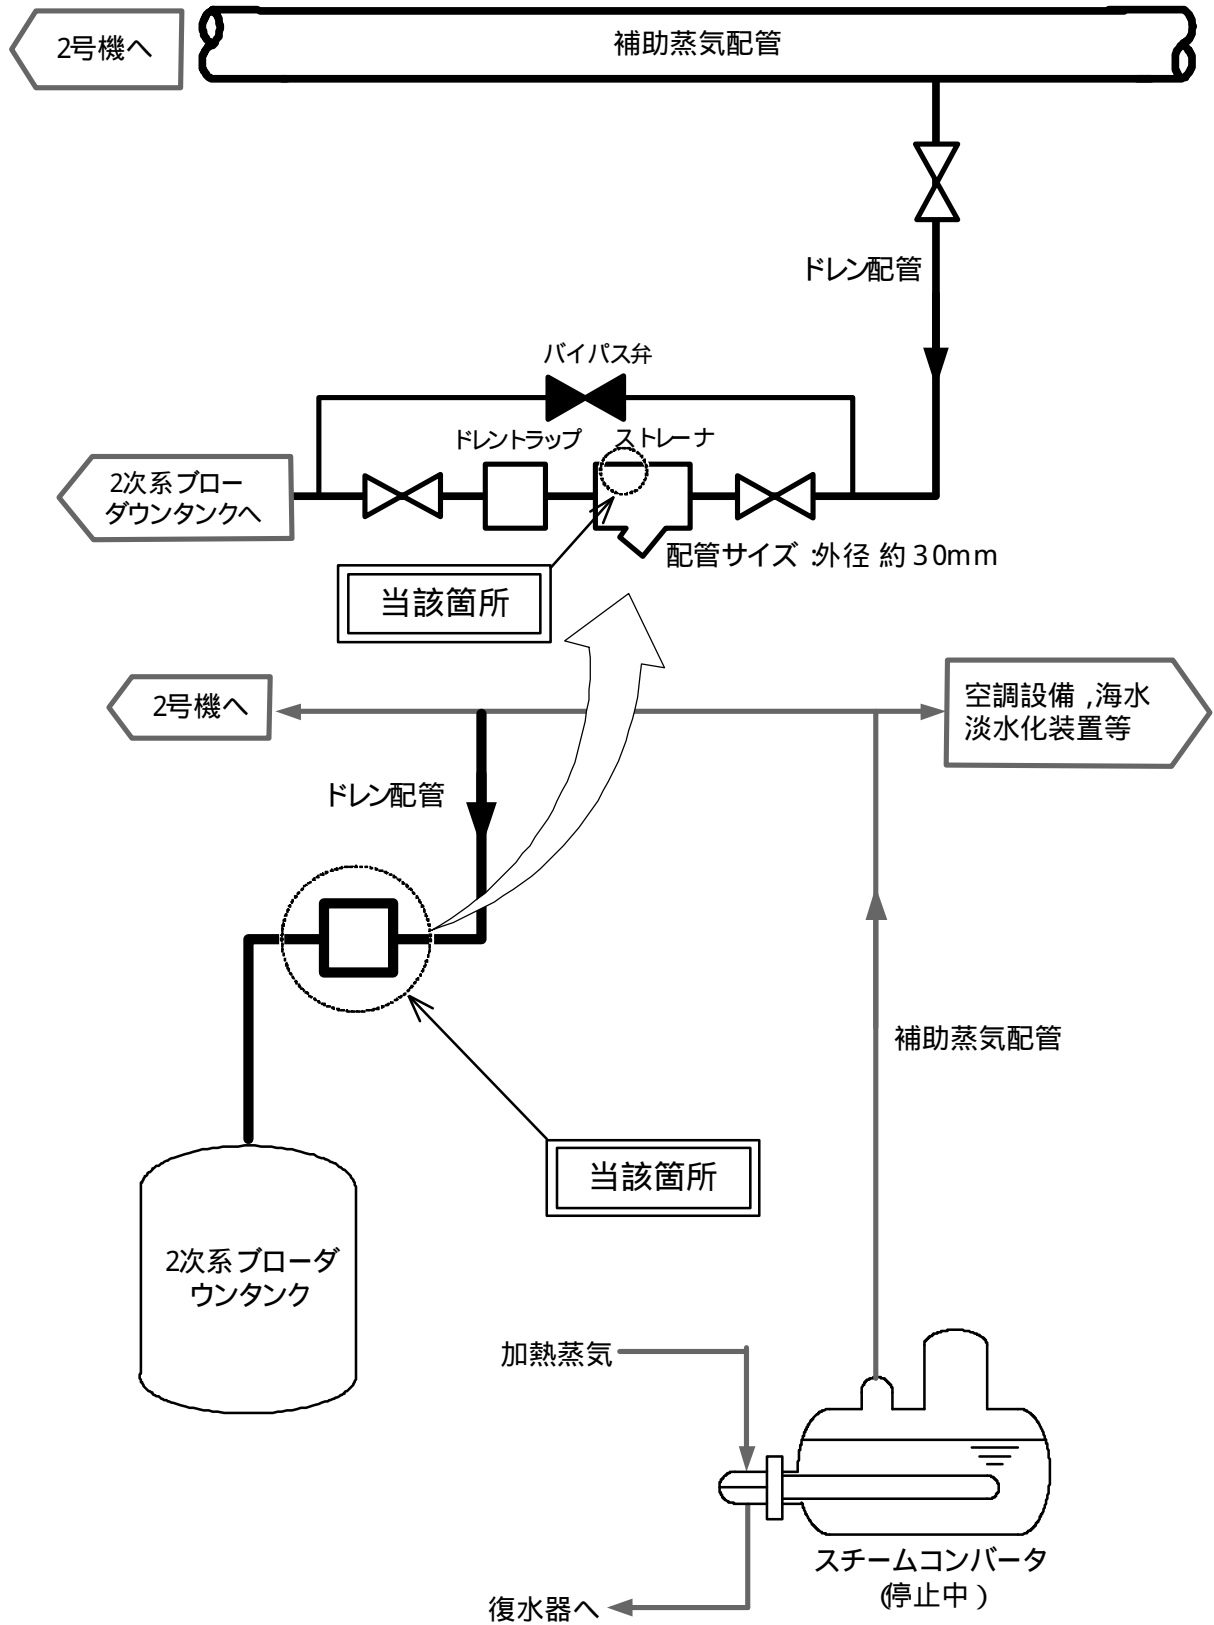 2号機へ
補助蒸気配管
ドレン配管
バイパス弁
ドレントラップ
ストレーナ
2次系ブロー
ダウンタンクへ
配管サイズ:外径 約30mm
当該箇所
2号機へ
空調設備,海水
淡水化装置等
ドレン配管
補助蒸気配管
当該箇所
2次系ブローダ
ウンタンク
加熱蒸気
スチームコンバータ
(停止中)
復水器へ